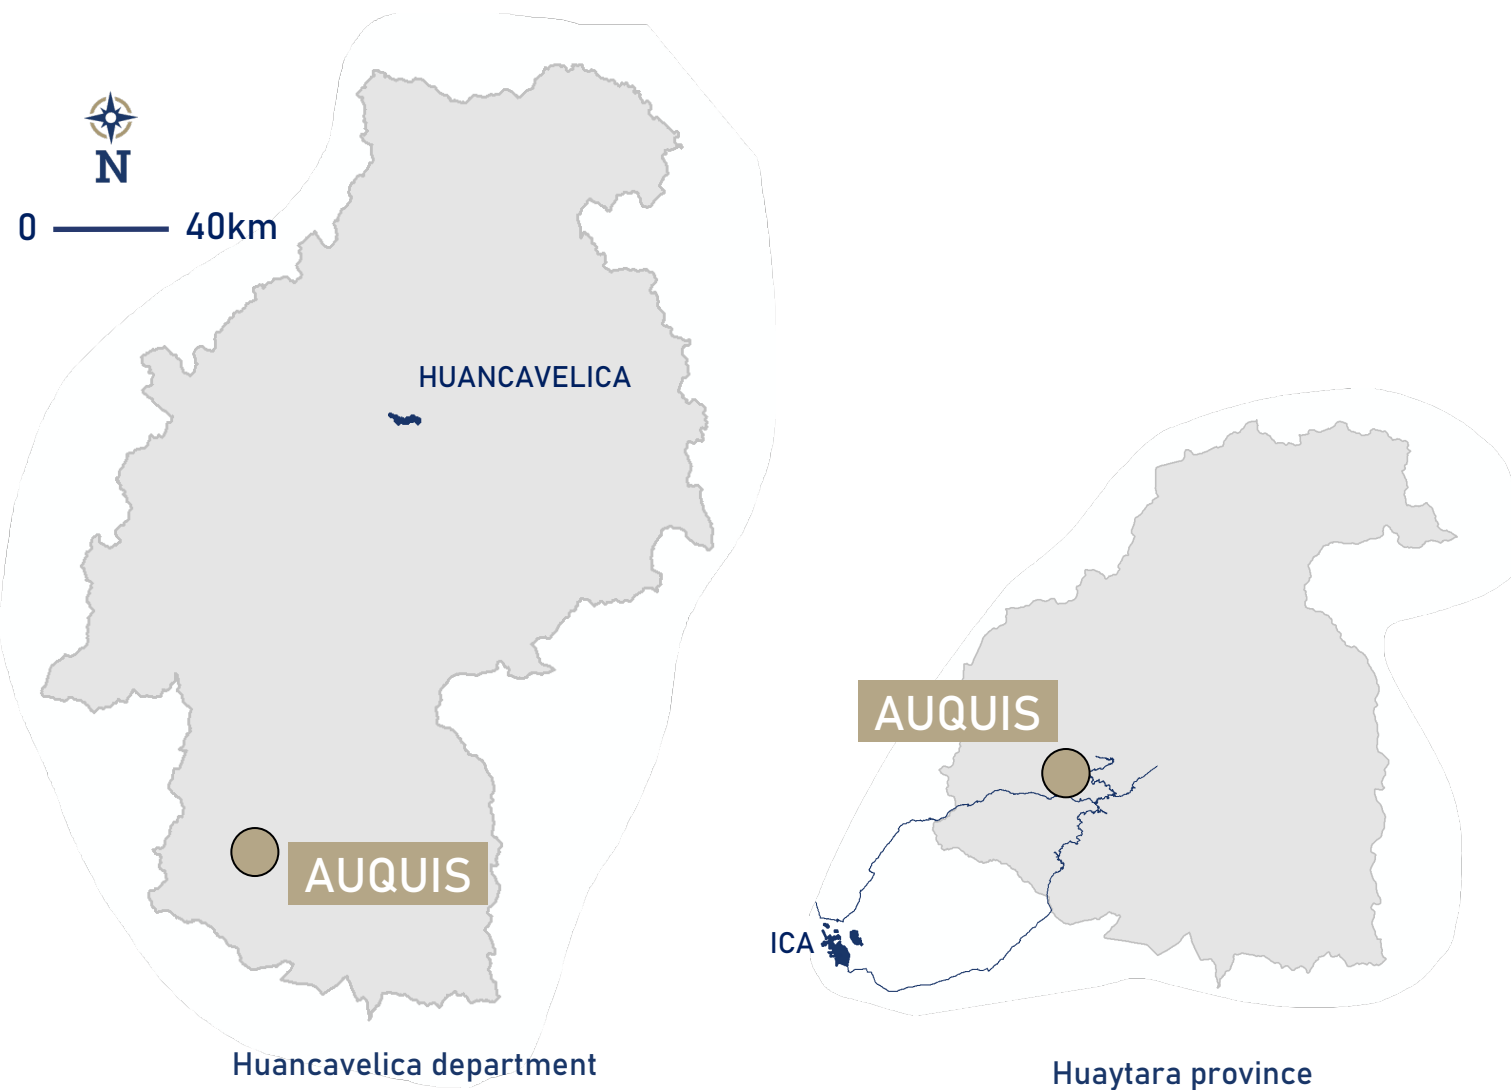 N
0 40km
HUANCAVELICA
AUQUIS
Huancavelica department
AUQUIS
ICA
Huaytara province